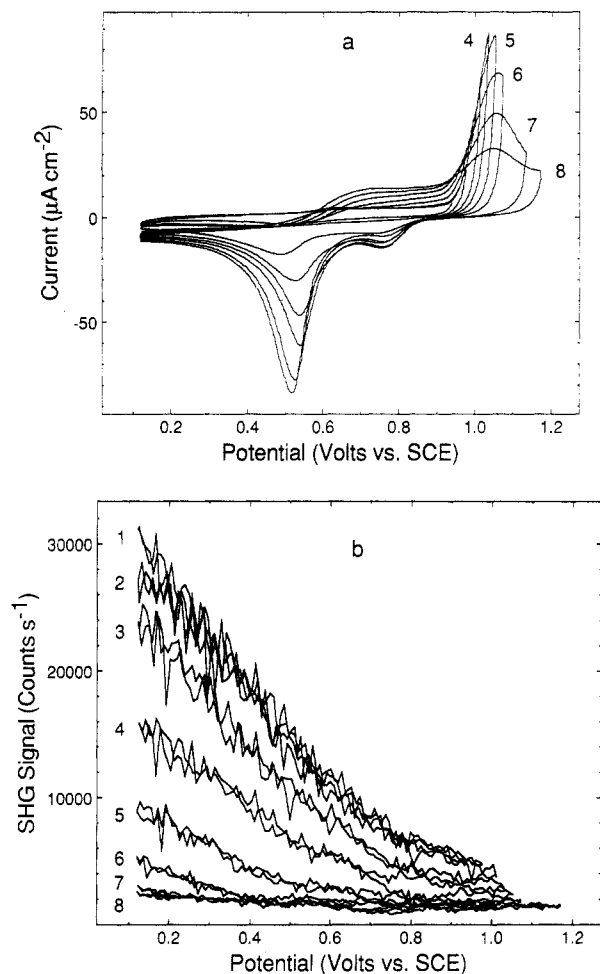 a
4
5
6
7
8
50
0
-50
Current (μA cm⁻²)
0.2 0.4 0.6 0.8 1.0 1.2
Potential (Volts vs. SCE)
b
30000
20000
10000
SHG Signal (Counts s⁻¹)
1
2
3
4
5
6
7
8
0.2 0.4 0.6 0.8 1.0 1.2
Potential (Volts vs. SCE)